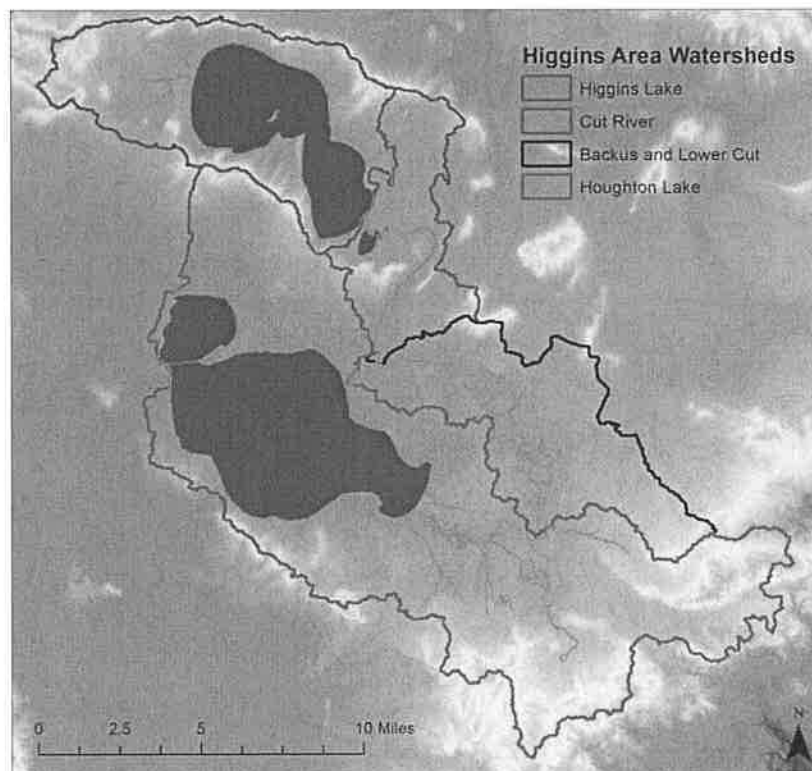 Higgins Area Watersheds
Higgins Lake
Cut River
Backus and Lower Cut
Houghton Lake
0 2.5 5 10 Miles
N